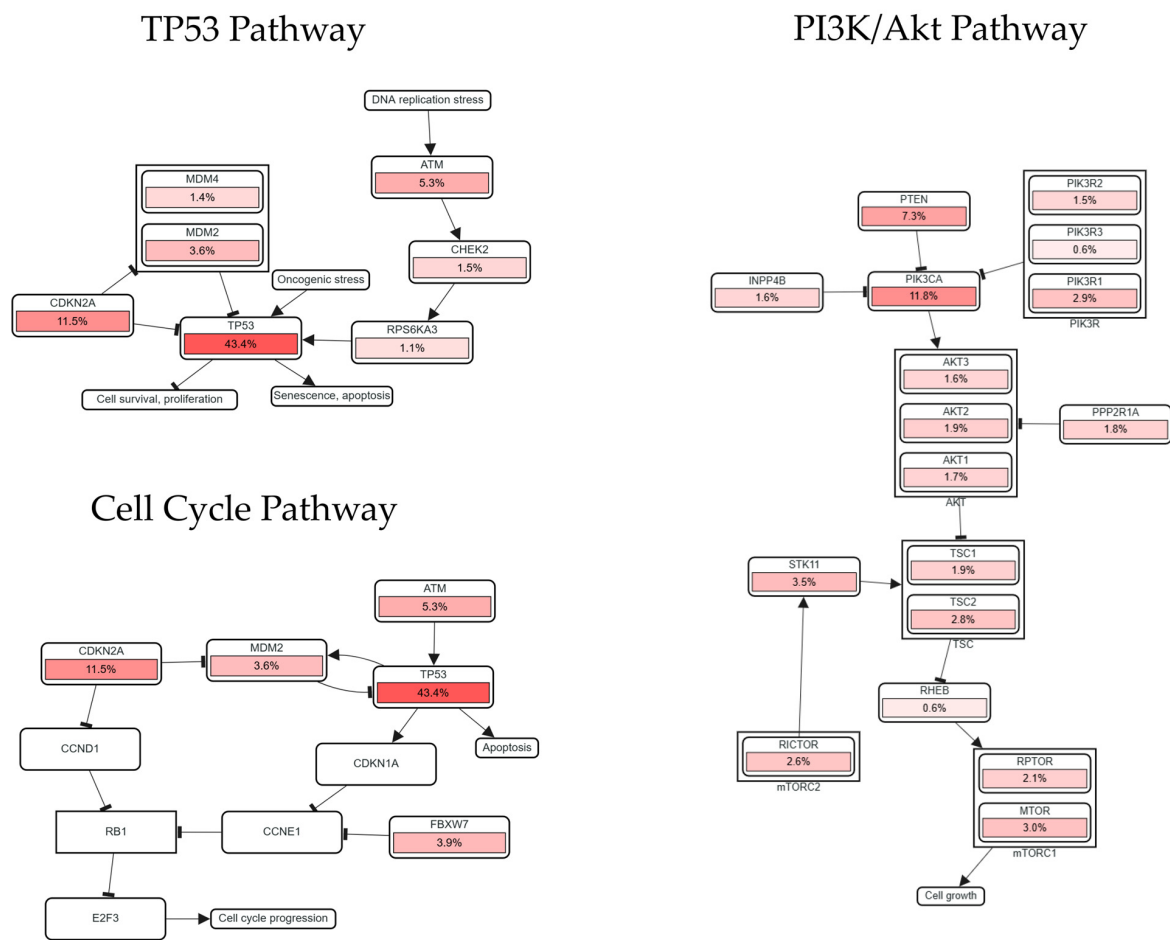 TP53 Pathway
DNA replication stress
ATM
5.3%
MDM4
1.4%
MDM2
3.6%
CHEK2
1.5%
Oncogenic stress
CDKN2A
11.5%
TP53
43.4%
RPS6KA3
1.1%
Cell survival, proliferation
Senescence, apoptosis
Cell Cycle Pathway
ATM
5.3%
CDKN2A
11.5%
MDM2
3.6%
TP53
43.4%
CCND1
CDKN1A
Apoptosis
RB1
CCNE1
FBXW7
3.9%
E2F3
Cell cycle progression
PI3K/Akt Pathway
PTEN
7.3%
PIK3R2
1.5%
PIK3R3
0.6%
PIK3R1
2.9%
PIK3R
INPP4B
1.6%
PIK3CA
11.8%
AKT3
1.6%
AKT2
1.9%
AKT1
1.7%
AKT
PPP2R1A
1.8%
STK11
3.5%
TSC1
1.9%
TSC2
2.8%
TSC
RHEB
0.6%
RICTOR
2.6%
mTORC2
RPTOR
2.1%
MTOR
3.0%
mTORC1
Cell growth